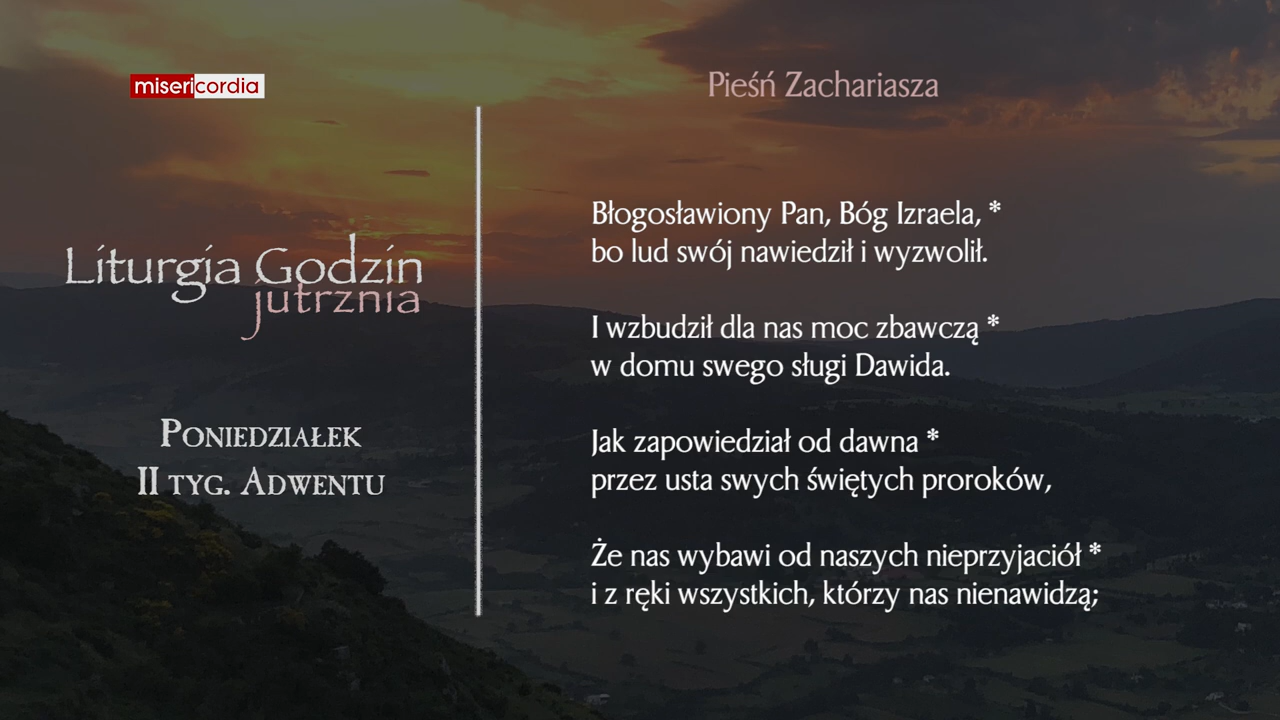 misericordia
Liturgia Godzin
jutrznia
Poniedziałek
II tyg. Adwentu
Pieśń Zachariasza
Błogosławiony Pan, Bóg Izraela, *
bo lud swój nawiedził i wyzwolił.
I wzbudził dla nas moc zbawczą *
w domu swego sługi Dawida.
Jak zapowiedział od dawna *
przez usta swych świętych proroków,
Że nas wybawi od naszych nieprzyjaciół *
i z ręki wszystkich, którzy nas nienawidzą;